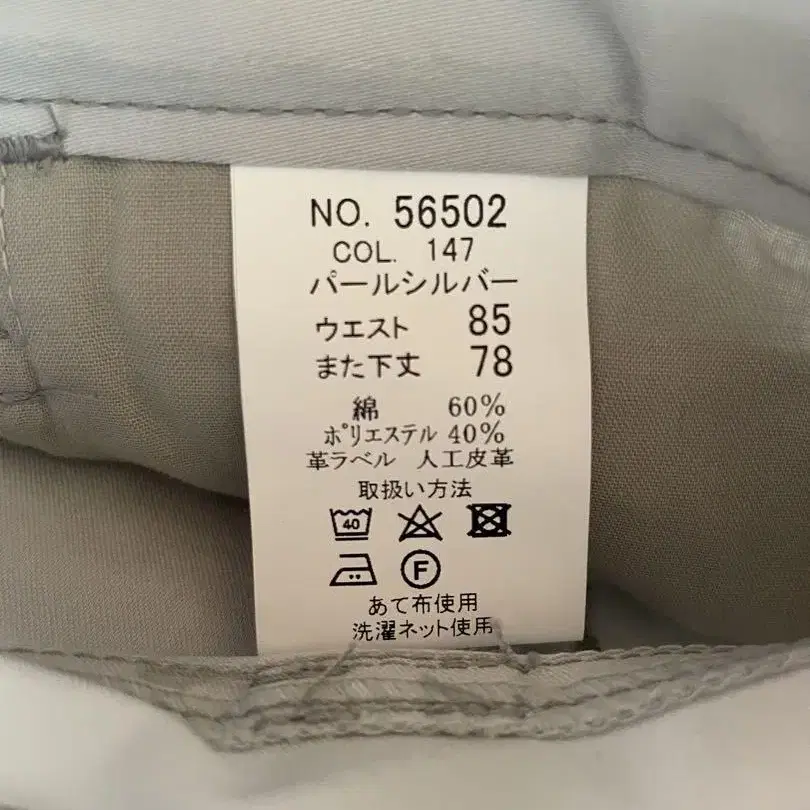 NO. 56502
COL. 147
パールシルバー
ウエスト 85
また下丈 78
綿 60%
ポリエステル 40%
革ラベル 人工皮革
取扱い方法
40
F
あて布使用
洗濯ネット使用